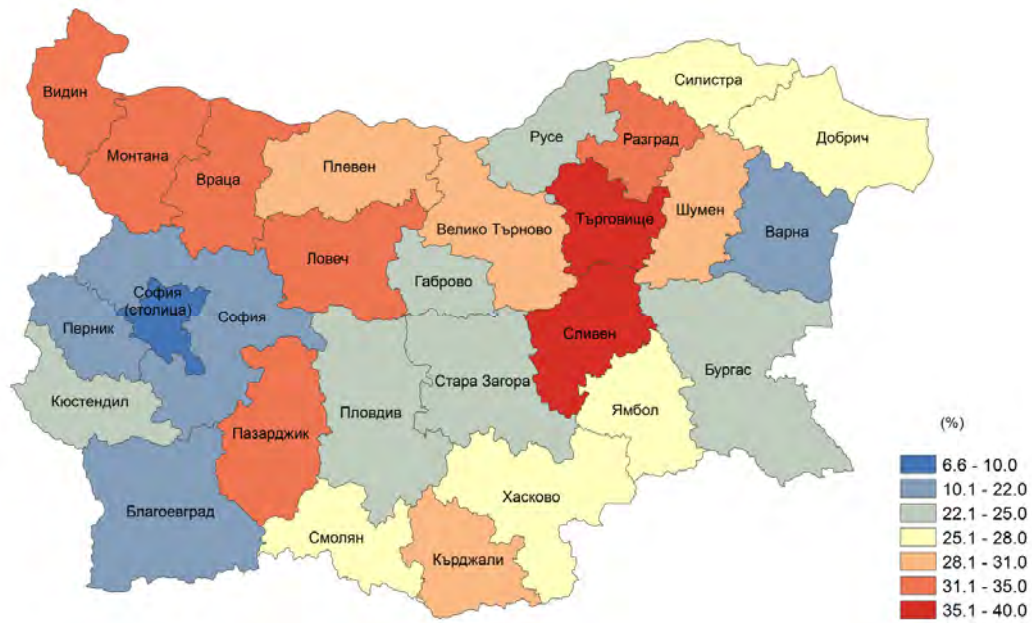 Видин
Монтана
Враца
Плевен
Ловеч
Велико Търново
Габрово
Русе
Разград
Силистра
Добрич
Търговище
Шумен
Варна
София
(столица)
София
Перник
Кюстендил
Благоевград
Пазарджик
Пловдив
Стара Загора
Сливен
Ямбол
Бургас
Хасково
Смолян
Кърджали
(%)
6.6 - 10.0
10.1 - 22.0
22.1 - 25.0
25.1 - 28.0
28.1 - 31.0
31.1 - 35.0
35.1 - 40.0